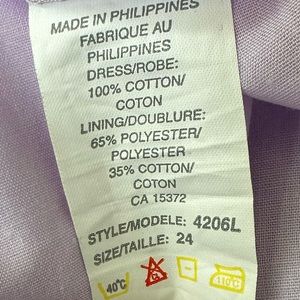 MADE IN PHILIPPINES
FABRIQUE AU
PHILIPPINES
DRESS/ROBE:
100% COTTON/
COTON
LINING/DOUBLURE:
65% POLYESTER/
POLYESTER
35% COTTON/
COTON
CA 15372
STYLE/MODELE: 4206L
SIZE/TAILLE: 24
40°C 110°C